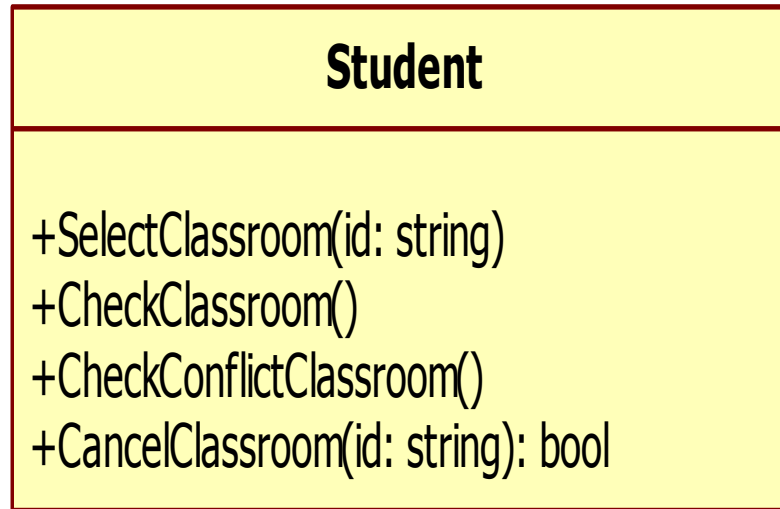 Student
+SelectClassroom(id: string)
+CheckClassroom()
+CheckConflictClassroom()
+CancelClassroom(id: string): bool